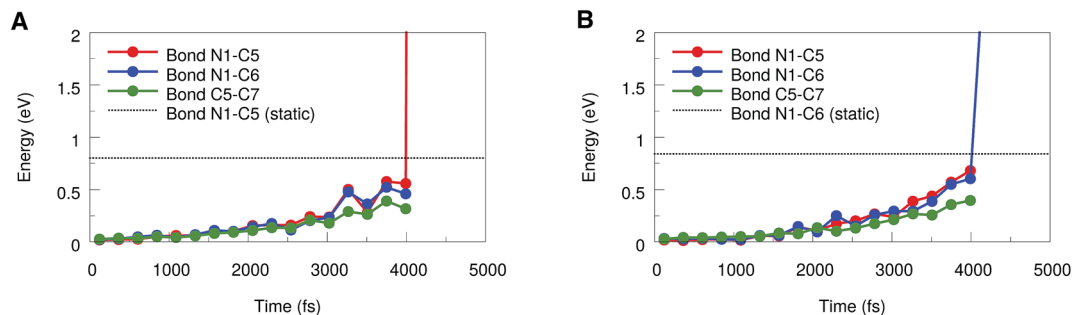 A
Energy (eV)
2
1.5
1
0.5
0
Bond N1-C5
Bond N1-C6
Bond C5-C7
Bond N1-C5 (static)
0 1000 2000 3000 4000 5000
Time (fs)
B
Energy (eV)
2
1.5
1
0.5
0
Bond N1-C5
Bond N1-C6
Bond C5-C7
Bond N1-C6 (static)
0 1000 2000 3000 4000 5000
Time (fs)